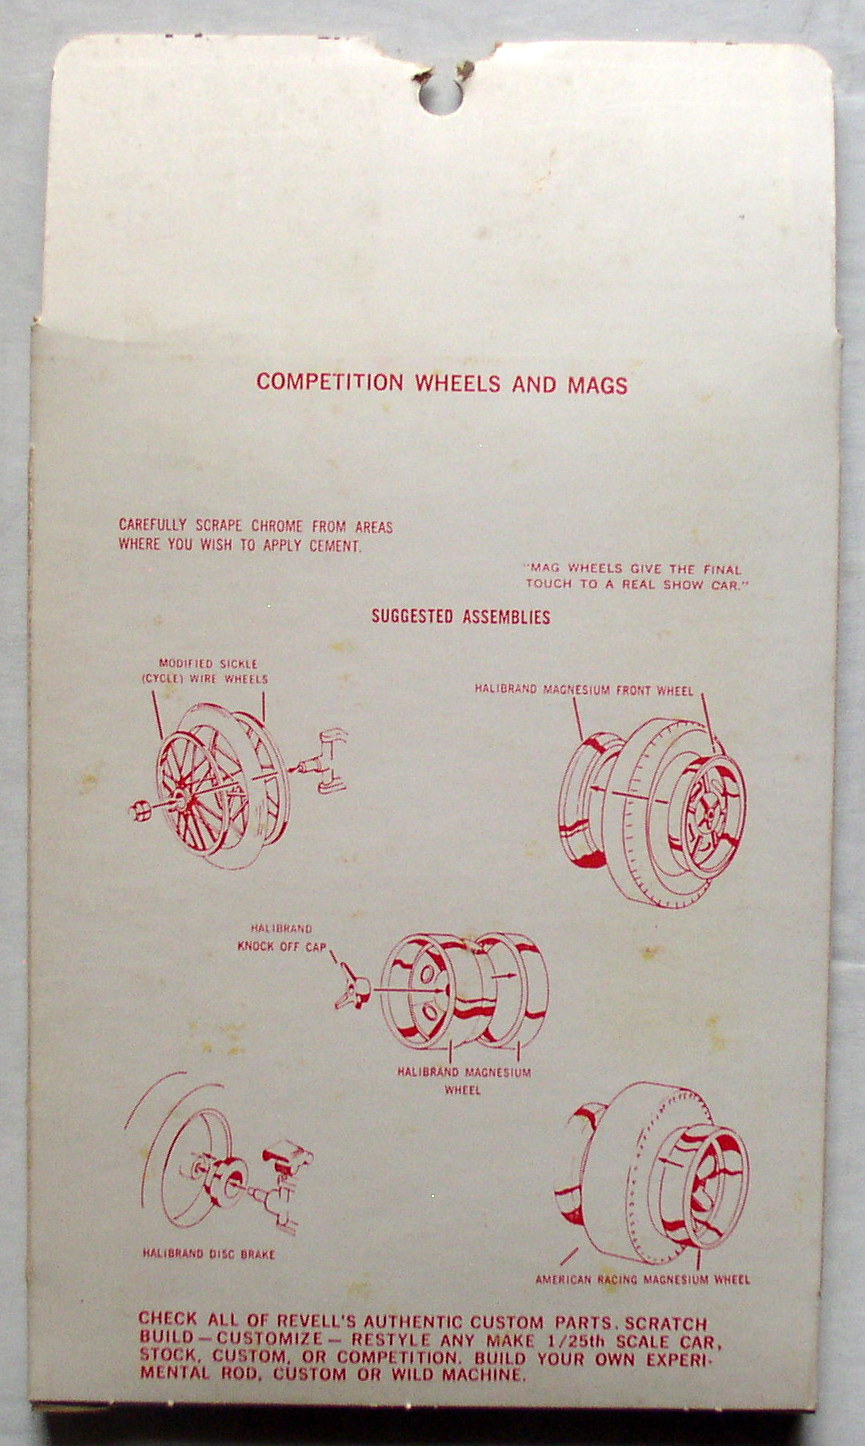 COMPETITION WHEELS AND MAGS
CAREFULLY SCRAPE CHROME FROM AREAS
WHERE YOU WISH TO APPLY CEMENT.
"MAG WHEELS GIVE THE FINAL
TOUCH TO A REAL SHOW CAR."
SUGGESTED ASSEMBLIES
MODIFIED SICKLE
(CYCLE) WIRE WHEELS
HALIBRAND MAGNESIUM FRONT WHEEL
HALIBRAND
KNOCK OFF CAP
HALIBRAND MAGNESIUM
WHEEL
HALIBRAND DISC BRAKE
AMERICAN RACING MAGNESIUM WHEEL
CHECK ALL OF REVELL'S AUTHENTIC CUSTOM PARTS. SCRATCH
BUILD — CUSTOMIZE — RESTYLE ANY MAKE 1/25th SCALE CAR,
STOCK, CUSTOM, OR COMPETITION. BUILD YOUR OWN EXPERI-
MENTAL ROD, CUSTOM OR WILD MACHINE.